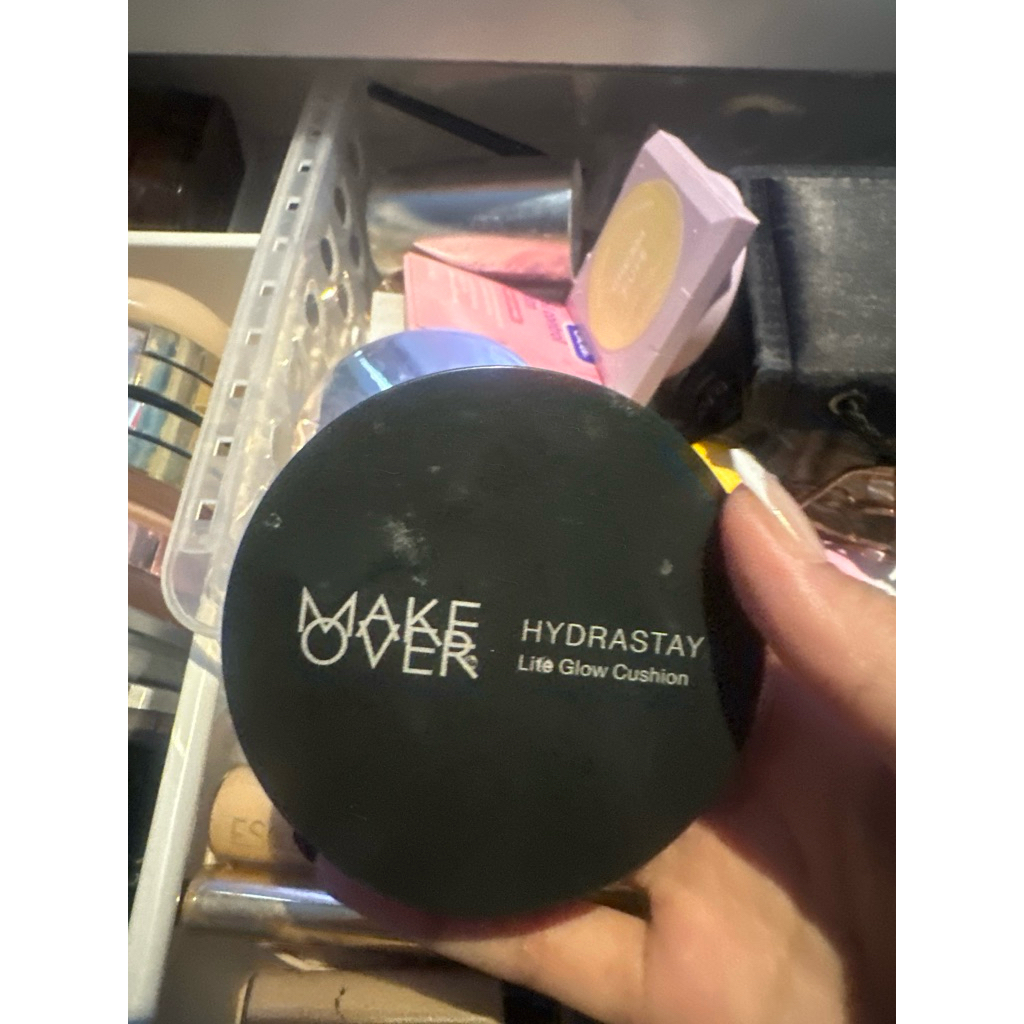 MAKE
OVER
HYDRASTAY
Lite Glow Cushion